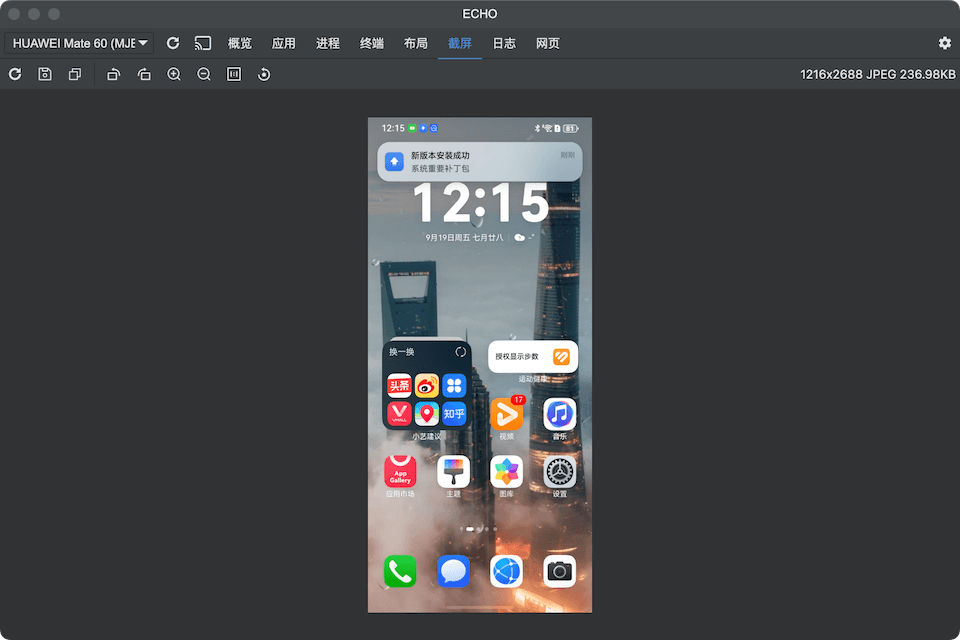 ECHO
HUAWEI Mate 60 (MJE
概览
应用
进程
终端
布局
截屏
日志
网页
1216x2688 JPEG 236.98KB
12:15
81
新版本安装成功
刚刚
系统重要补丁包
12:15
9月19日周五 七月廿八
换一换
授权显示步数
运动健康
头条
VMALL
知乎
17
小艺建议
视频
音乐
App
Gallery
应用市场
主题
图库
设置